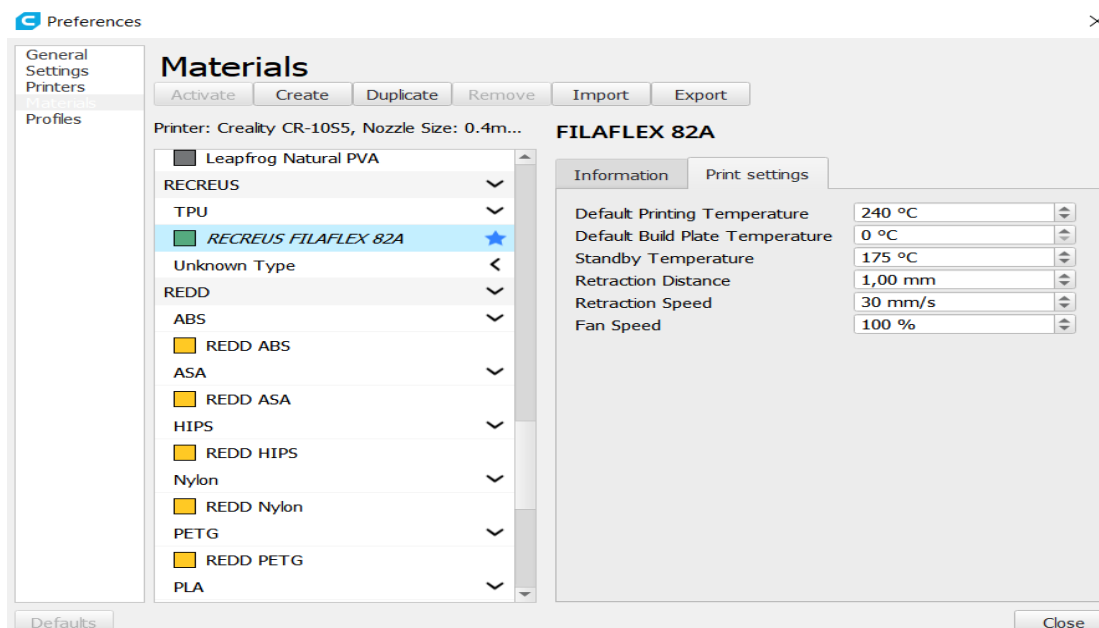 Preferences
General
Settings
Printers
Materials
Profiles
Materials
Activate Create Duplicate Remove Import Export
Printer: Creality CR-10S5, Nozzle Size: 0.4m...
Leapfrog Natural PVA
RECREUS
TPU
RECREUS FILAFLEX 82A
Unknown Type
REDD
ABS
REDD ABS
ASA
REDD ASA
HIPS
REDD HIPS
Nylon
REDD Nylon
PETG
REDD PETG
PLA
FILAFLEX 82A
Information Print settings
Default Printing Temperature 240 °C
Default Build Plate Temperature 0 °C
Standby Temperature 175 °C
Retraction Distance 1,00 mm
Retraction Speed 30 mm/s
Fan Speed 100 %
Defaults Close